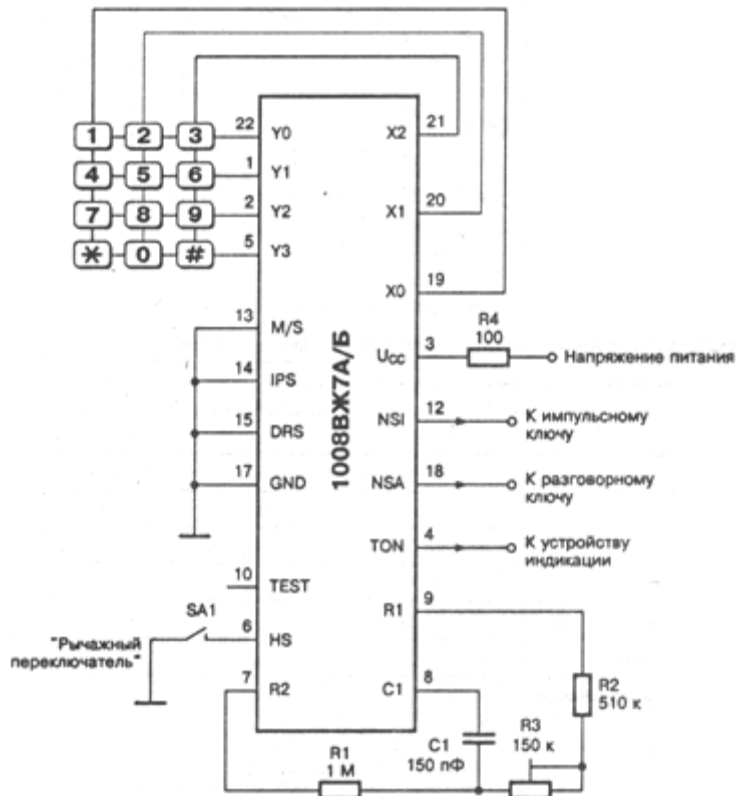 1 2 3 22 Y0 X2 21
4 5 6 1 Y1
7 8 9 2 Y2 X1 20
* 0 # 5 Y3
X0 19
13 M/S
R4
100
Ucc 3 Напряжение питания
14 IPS
NSI 12 К импульсному
ключу
15 DRS
17 GND
NSA 18 К разговорному
ключу
1008ВЖ7А/Б
TON 4 К устройству
индикации
10 TEST
R1 9
SA1
"Рычажный
переключатель"
6 HS
7 R2
C1 8
R2
510 к
R3
150 к
C1
150 пФ
R1
1 М